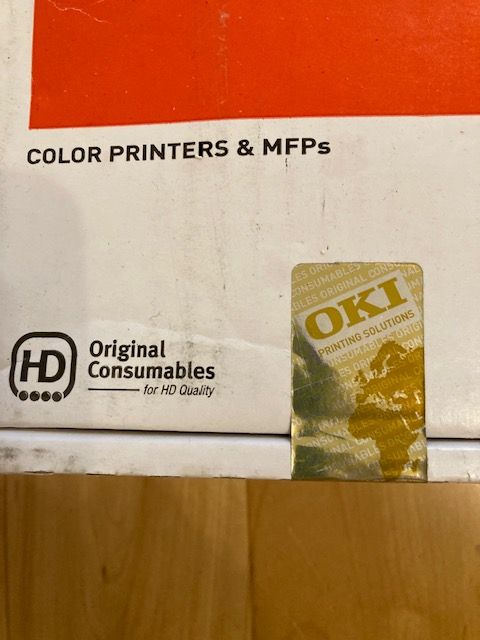 COLOR PRINTERS & MFPs
HD
Original
Consumables
for HD Quality
OKI
PRINTING SOLUTIONS